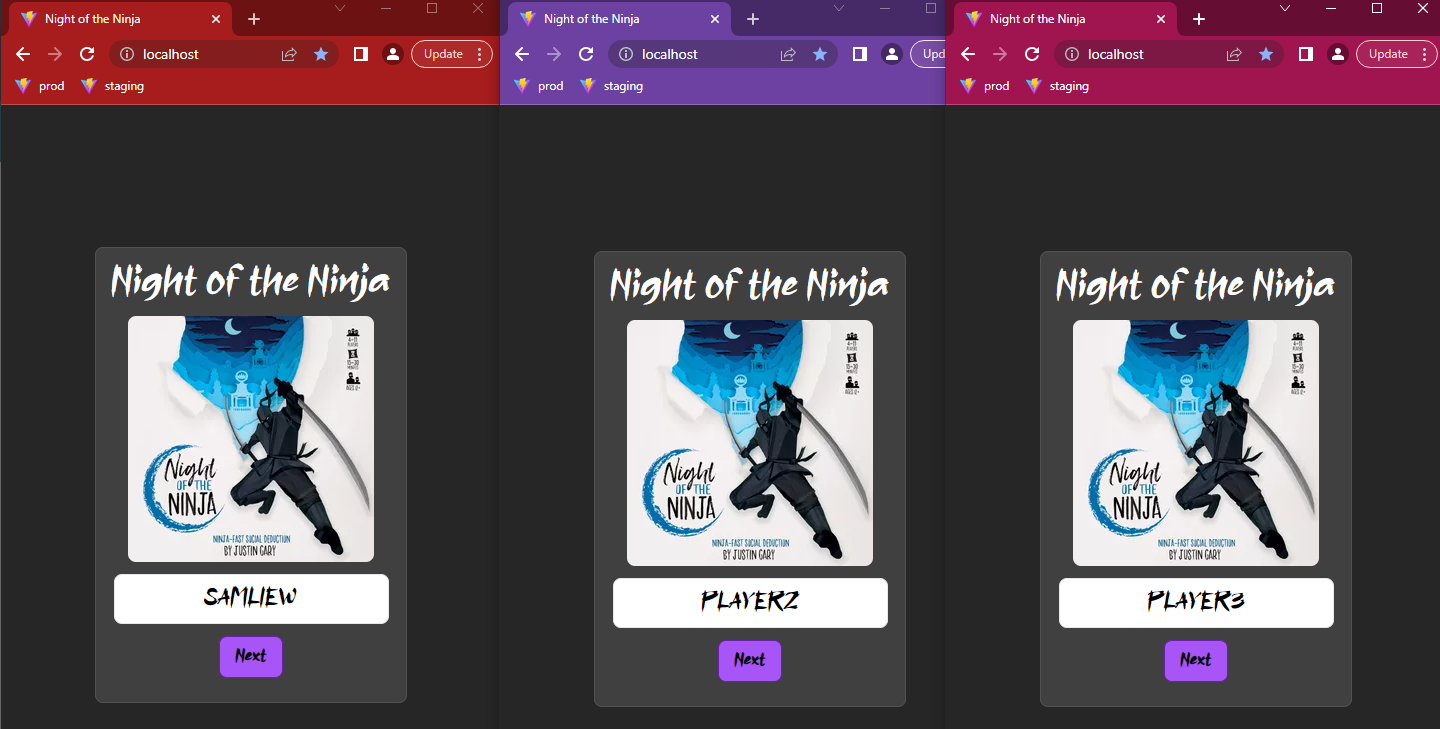 Night of the Ninja
localhost
Update
prod
staging
Night of the Ninja
4-11
PLAYERS
15-30
MINUTES
AGES 12+
Night
OF THE
NINJA
NINJA-FAST SOCIAL DEDUCTION
BY JUSTIN GARY
SAMLIEW
Next
Night of the Ninja
localhost
Upd
prod
staging
Night of the Ninja
4-11
PLAYERS
15-30
MINUTES
AGES 12+
Night
OF THE
NINJA
NINJA-FAST SOCIAL DEDUCTION
BY JUSTIN GARY
PLAYER2
Next
Night of the Ninja
localhost
Update
prod
staging
Night of the Ninja
4-11
PLAYERS
15-30
MINUTES
AGES 12+
Night
OF THE
NINJA
NINJA-FAST SOCIAL DEDUCTION
BY JUSTIN GARY
PLAYER3
Next